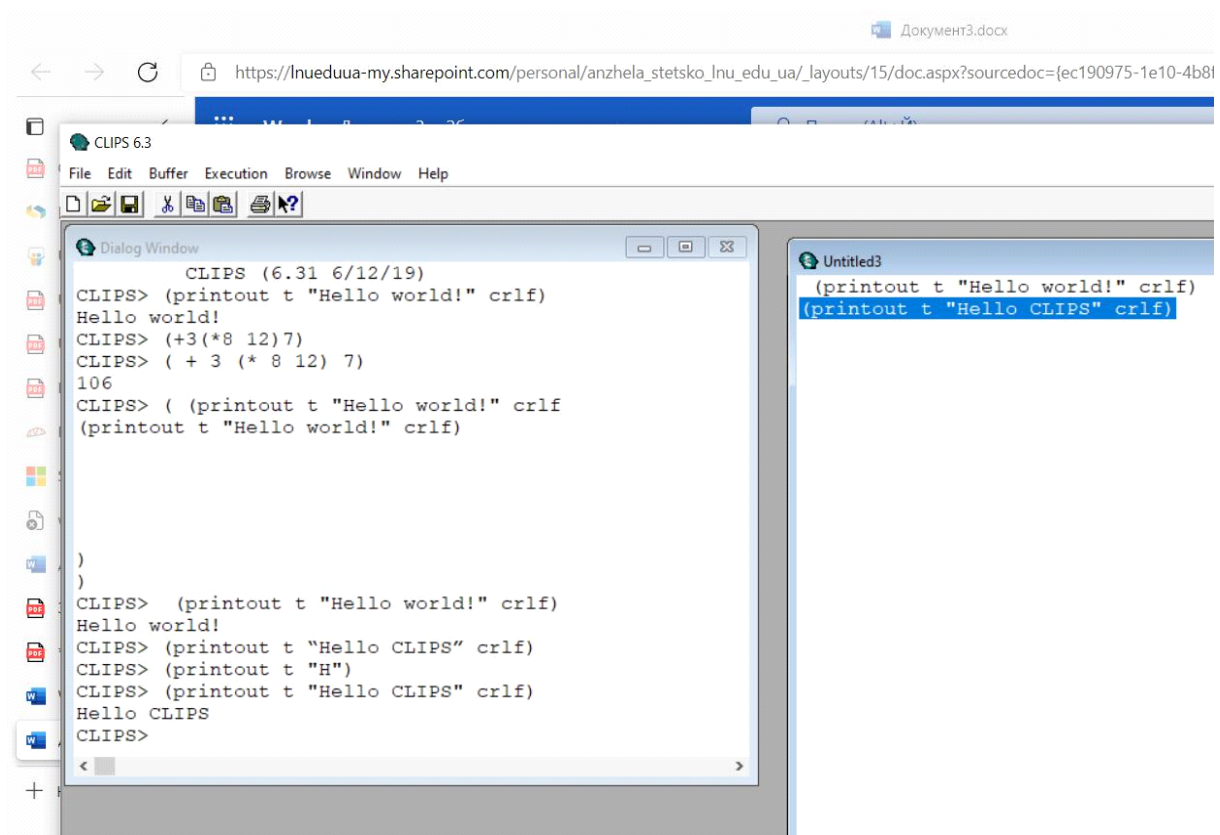 Документ3.docx
https://lnueduua-my.sharepoint.com/personal/anzhela_stetsko_lnu_edu_ua/_layouts/15/doc.aspx?sourcedoc={ec190975-1e10-4b8f
CLIPS 6.3
File Edit Buffer Execution Browse Window Help
Dialog Window
CLIPS (6.31 6/12/19)
CLIPS> (printout t "Hello world!" crlf)
Hello world!
CLIPS> (+3(*8 12)7)
CLIPS> ( + 3 (* 8 12) 7)
106
CLIPS> ( (printout t "Hello world!" crlf
(printout t "Hello world!" crlf)
)
)
CLIPS>  (printout t "Hello world!" crlf)
Hello world!
CLIPS> (printout t “Hello CLIPS” crlf)
CLIPS> (printout t "H")
CLIPS> (printout t "Hello CLIPS" crlf)
Hello CLIPS
CLIPS>
Untitled3
(printout t "Hello world!" crlf)
(printout t "Hello CLIPS" crlf)